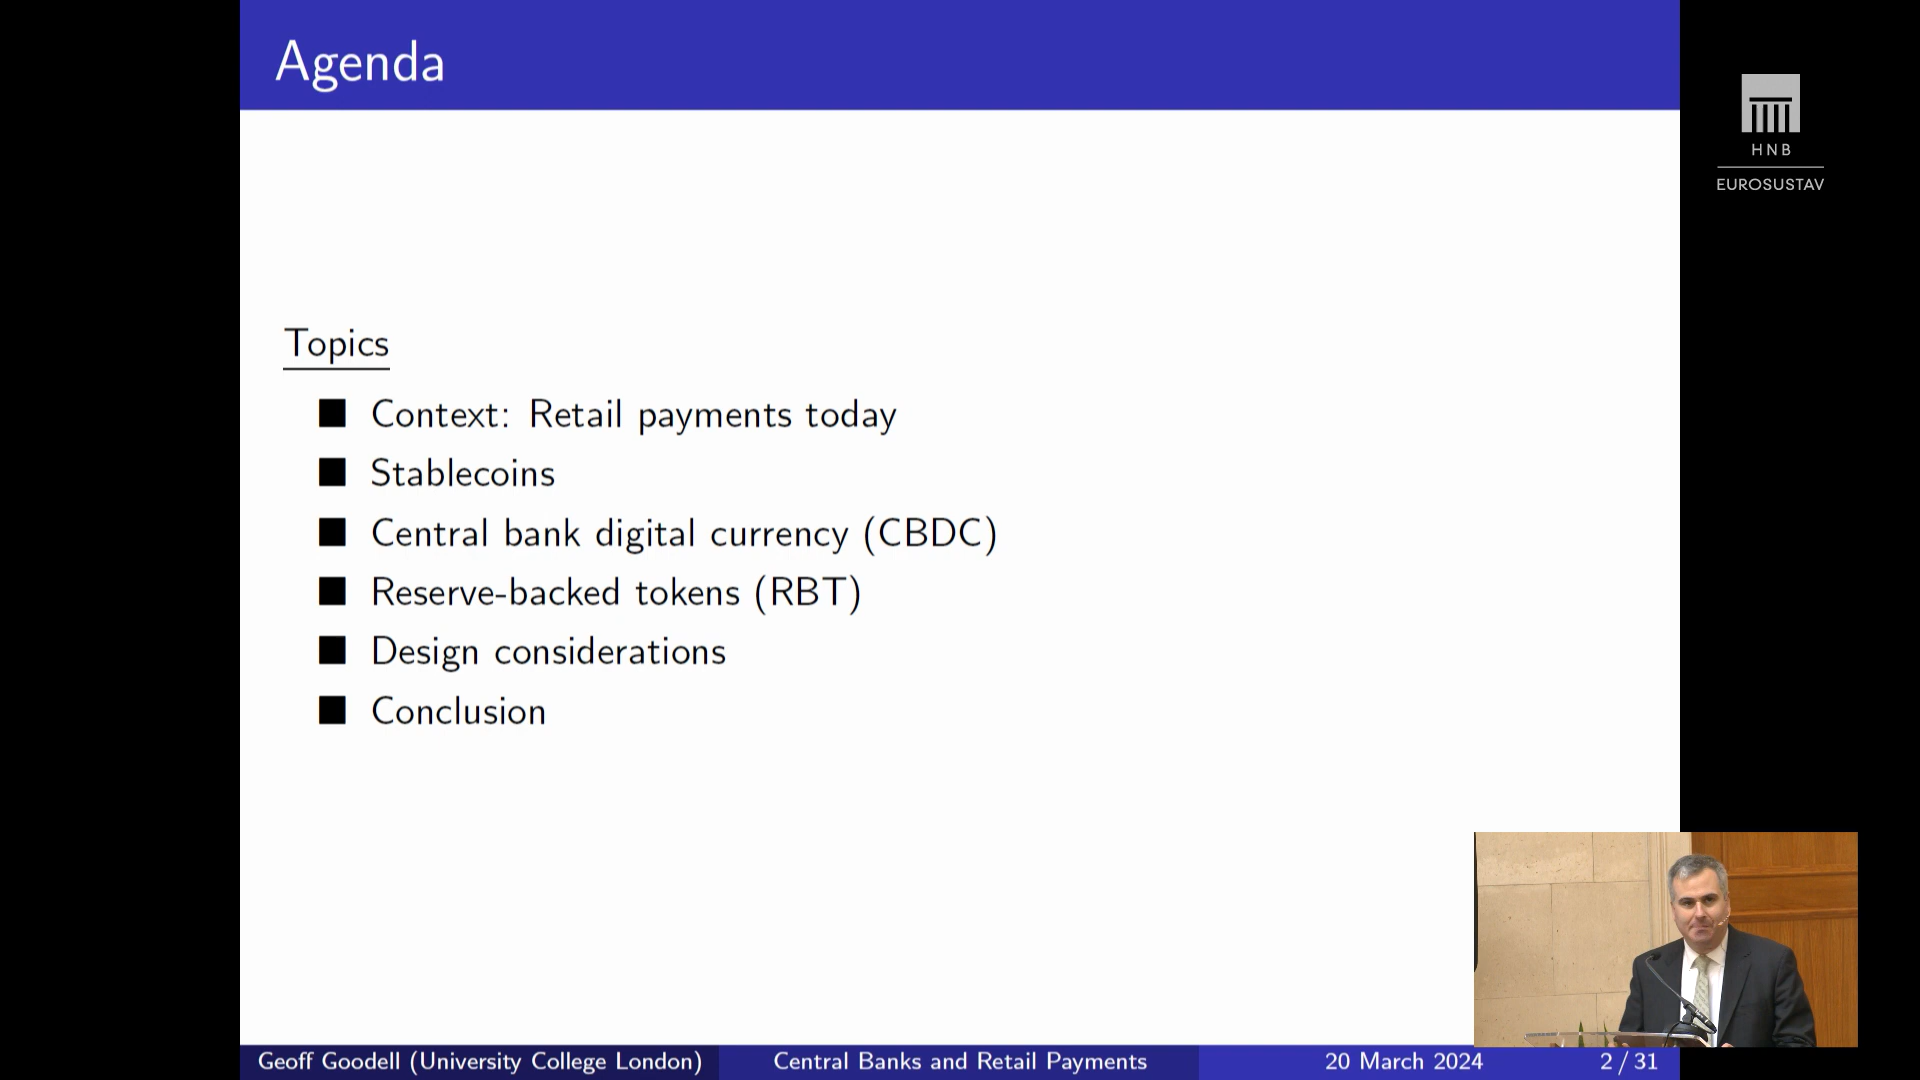 Agenda
HNB
EUROSUSTAV
Topics
Context: Retail payments today
Stablecoins
Central bank digital currency (CBDC)
Reserve-backed tokens (RBT)
Design considerations
Conclusion
Geoff Goodell (University College London) Central Banks and Retail Payments 20 March 2024 2 / 31